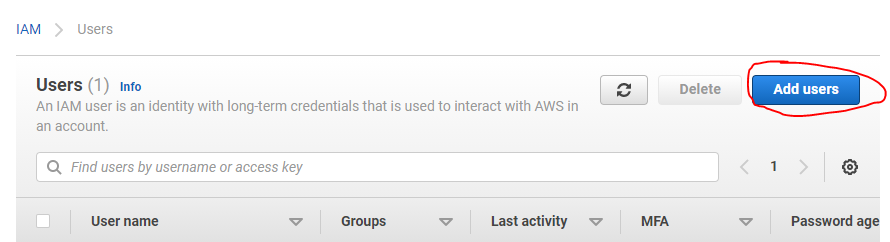 IAM > Users
Users (1) Info
Delete
Add users
An IAM user is an identity with long-term credentials that is used to interact with AWS in
an account.
Find users by username or access key
1
User name
Groups
Last activity
MFA
Password age